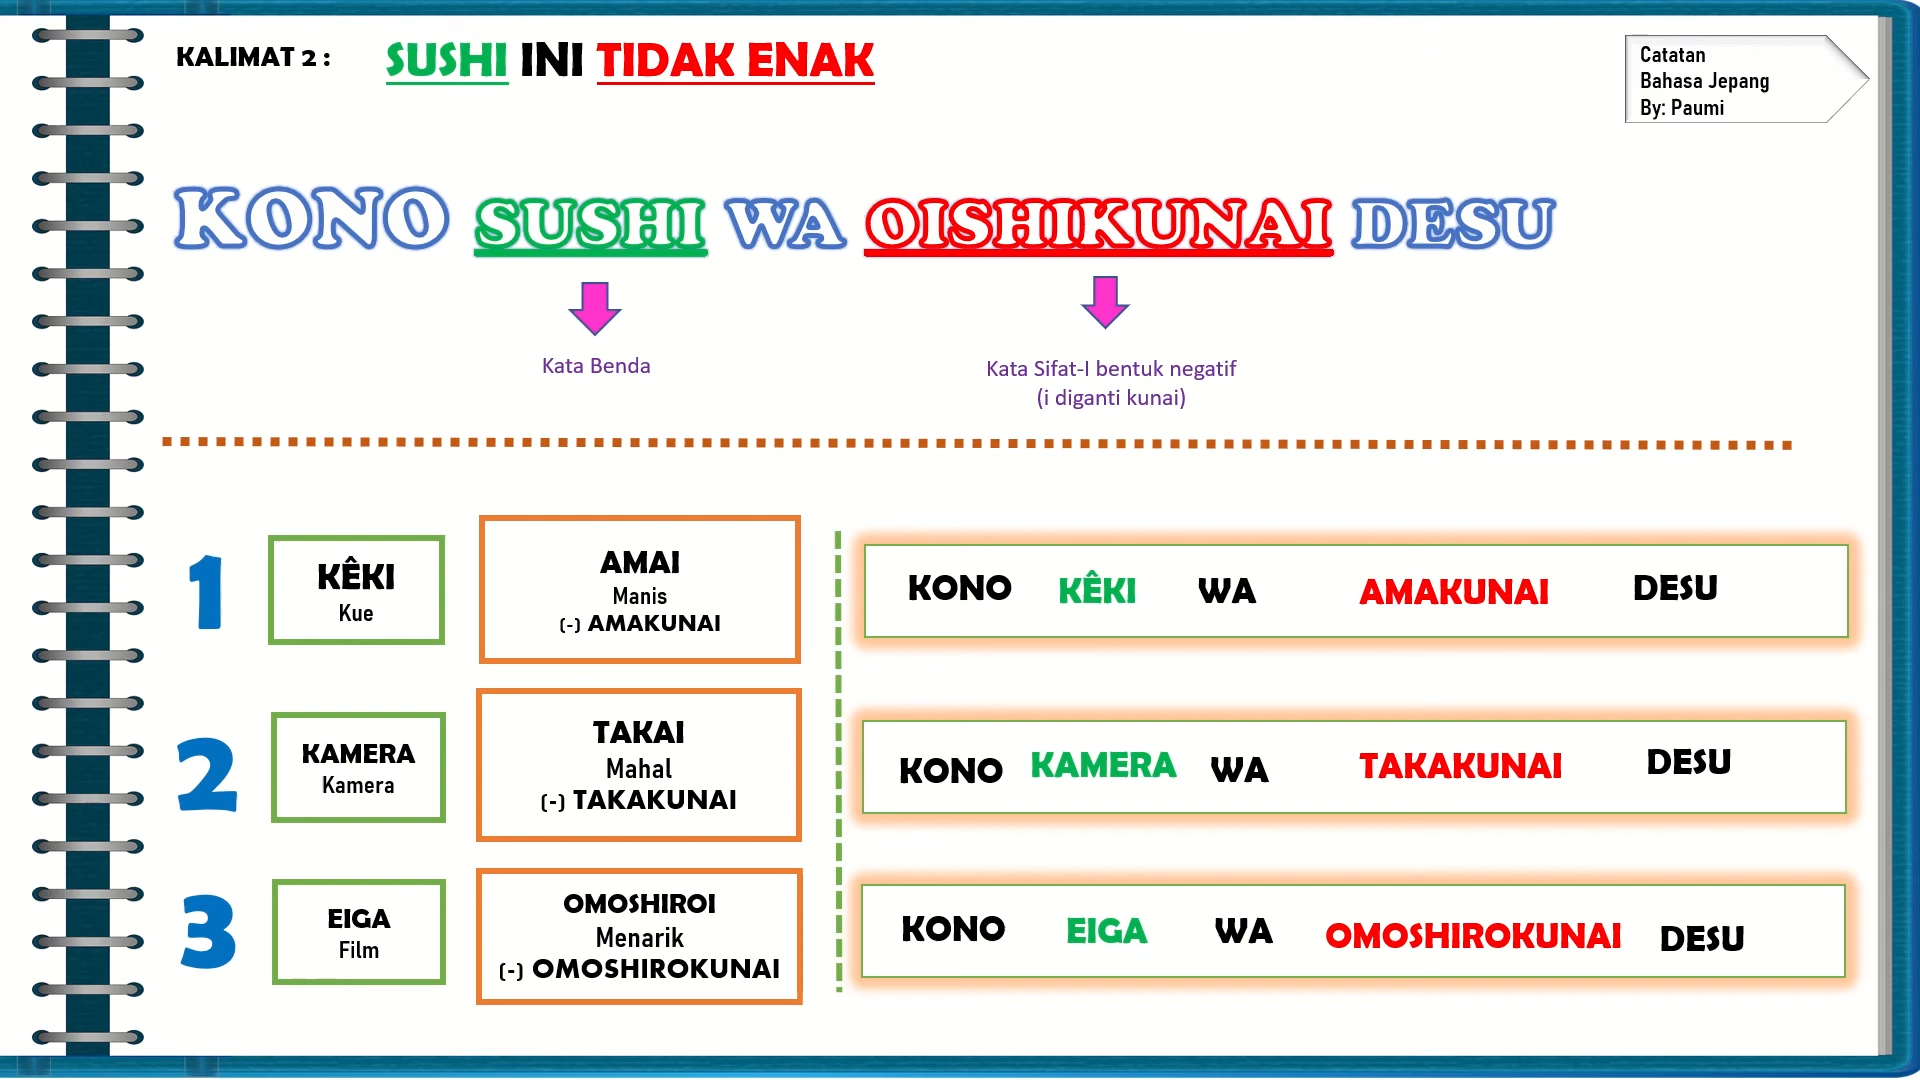 KALIMAT 2 : SUSHI INI TIDAK ENAK
Catatan
Bahasa Jepang
By: Paumi
KONO SUSHI WA OISHIKUNAI DESU
Kata Benda
Kata Sifat-I bentuk negatif
(i diganti kunai)
1
KÊKI
Kue
AMAI
Manis
(-) AMAKUNAI
KONO KÊKI WA AMAKUNAI DESU
2
KAMERA
Kamera
TAKAI
Mahal
(-) TAKAKUNAI
KONO KAMERA WA TAKAKUNAI DESU
3
EIGA
Film
OMOSHIROI
Menarik
(-) OMOSHIROKUNAI
KONO EIGA WA OMOSHIROKUNAI DESU